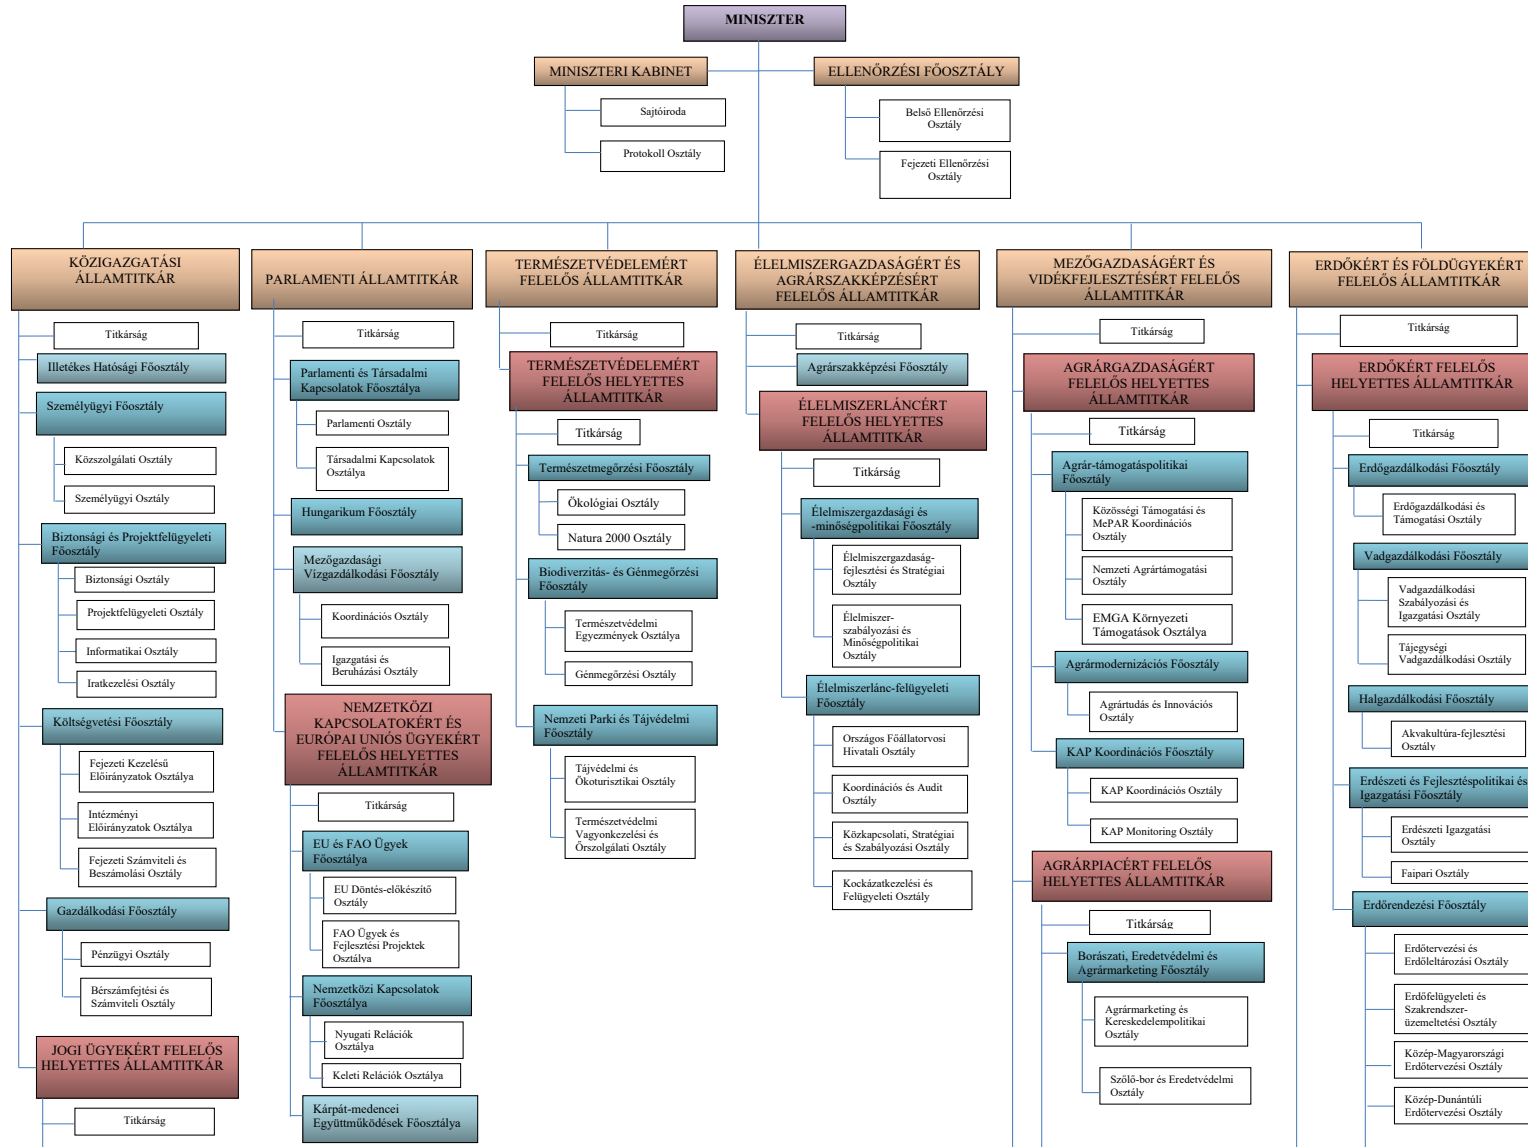 MINISZTER
MINISZTERI KABINET
Sajtóiroda
Protokoll Osztály
ELLENŐRZÉSI FŐOSZTÁLY
Belső Ellenőrzési
Osztály
Fejezeti Ellenőrzési
Osztály
KÖZIGAZGATÁSI
ÁLLAMTITKÁR
Titkárság
Illetékes Hatósági Főosztály
Személyügyi Főosztály
Közszolgálati Osztály
Személyügyi Osztály
Biztonsági és Projektfelügyeleti
Főosztály
Biztonsági Osztály
Projektfelügyeleti Osztály
Informatikai Osztály
Iratkezelési Osztály
Költségvetési Főosztály
Fejezeti Kezelésű
Előirányzatok Osztálya
Intézményi
Előirányzatok Osztálya
Fejezeti Számviteli és
Beszámolási Osztály
Gazdálkodási Főosztály
Pénzügyi Osztály
Bérszámfejtési és
Számviteli Osztály
JOGI ÜGYEKÉRT FELELŐS
HELYETTES ÁLLAMTITKÁR
Titkárság
PARLAMENTI ÁLLAMTITKÁR
Titkárság
Parlamenti és Társadalmi
Kapcsolatok Főosztálya
Parlamenti Osztály
Társadalmi Kapcsolatok
Osztálya
Hungarikum Főosztály
Mezőgazdasági
Vízgazdálkodási Főosztály
Koordinációs Osztály
Igazgatási és
Beruházási Osztály
NEMZETKÖZI
KAPCSOLATOKÉRT ÉS
EURÓPAI UNIÓS ÜGYEKÉRT
FELELŐS HELYETTES
ÁLLAMTITKÁR
Titkárság
EU és FAO Ügyek
Főosztálya
EU Döntés-előkészítő
Osztály
FAO Ügyek és
Fejlesztési Projektek
Osztálya
Nemzetközi Kapcsolatok
Főosztálya
Nyugati Relációk
Osztálya
Keleti Relációk Osztálya
Kárpát-medencei
Együttműködések Főosztálya
TERMÉSZETVÉDELEMÉRT
FELELŐS ÁLLAMTITKÁR
Titkárság
TERMÉSZETVÉDELEMÉRT
FELELŐS HELYETTES
ÁLLAMTITKÁR
Titkárság
Természetmegőrzési Főosztály
Ökológiai Osztály
Natura 2000 Osztály
Biodiverzitás- és Génmegőrzési
Főosztály
Természetvédelmi
Egyezmények Osztálya
Génmegőrzési Osztály
Nemzeti Parki és Tájvédelmi
Főosztály
Tájvédelmi és
Ökoturisztikai Osztály
Természetvédelmi
Vagyonkezelési és
Őrszolgálati Osztály
ÉLELMISZERGAZDASÁGÉRT ÉS
AGRÁRSZAKKÉPZÉSÉRT
FELELŐS ÁLLAMTITKÁR
Titkárság
Agrárszakképzési Főosztály
ÉLELMISZERLÁNCÉRT
FELELŐS HELYETTES
ÁLLAMTITKÁR
Titkárság
Élelmiszergazdasági és
-minőségpolitikai Főosztály
Élelmiszergazdaság-
fejlesztési és Stratégiai
Osztály
Élelmiszer-
szabályozási és
Minőségpolitikai
Osztály
Élelmiszerlánc-felügyeleti
Főosztály
Országos Főállatorvosi
Hivatali Osztály
Koordinációs és Audit
Osztály
Közkapcsolati, Stratégiai
és Szabályozási Osztály
Kockázatkezelési és
Felügyeleti Osztály
MEZŐGAZDASÁGÉRT ÉS
VIDÉKFEJLESZTÉSÉRT FELELŐS
ÁLLAMTITKÁR
Titkárság
AGRÁRGAZDASÁGÉRT
FELELŐS HELYETTES
ÁLLAMTITKÁR
Titkárság
Agrár-támogatáspolitikai
Főosztály
Közösségi Támogatási és
MePAR Koordinációs
Osztály
Nemzeti Agrártámogatási
Osztály
EMGA Környezeti
Támogatások Osztálya
Agrármodernizációs Főosztály
Agrártudás és Innovációs
Osztály
KAP Koordinációs Főosztály
KAP Koordinációs Osztály
KAP Monitoring Osztály
AGRÁRPIACÉRT FELELŐS
HELYETTES ÁLLAMTITKÁR
Titkárság
Borászati, Eredetvédelmi és
Agrármarketing Főosztály
Agrármarketing és
Kereskedelempolitikai
Osztály
Szőlő-bor és Eredetvédelmi
Osztály
ERDŐKÉRT ÉS FÖLDÜGYEKÉRT
FELELŐS ÁLLAMTITKÁR
Titkárság
ERDŐKÉRT FELELŐS
HELYETTES ÁLLAMTITKÁR
Titkárság
Erdőgazdálkodási Főosztály
Erdőgazdálkodási és
Támogatási Osztály
Vadgazdálkodási Főosztály
Vadgazdálkodási
Szabályozási és
Igazgatási Osztály
Tájegységi
Vadgazdálkodási Osztály
Halgazdálkodási Főosztály
Akvakultúra-fejlesztési
Osztály
Erdészeti és Fejlesztéspolitikai és
Igazgatási Főosztály
Erdészeti Igazgatási
Osztály
Faipari Osztály
Erdőrendezési Főosztály
Erdőtervezési és
Erdőleltározási Osztály
Erdőfelügyeleti és
Szakrendszer-
üzemeltetési Osztály
Közép-Magyarországi
Erdőtervezési Osztály
Közép-Dunántúli
Erdőtervezési Osztály